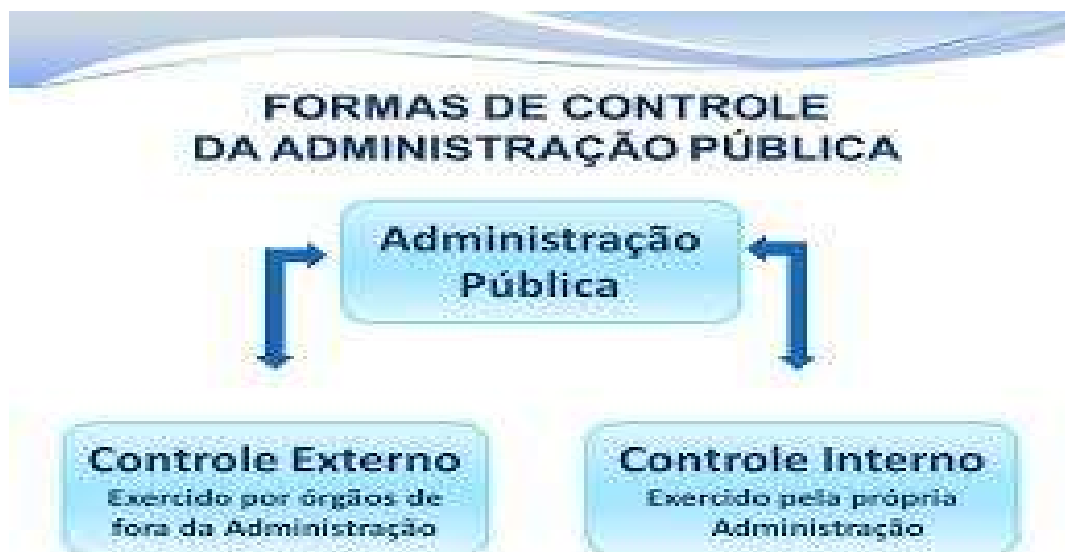 FORMAS DE CONTROLE
DA ADMINISTRAÇÃO PÚBLICA
Administração
Pública
Controle Externo
Exercido por órgãos de
fora da Administração
Controle Interno
Exercido pela própria
Administração